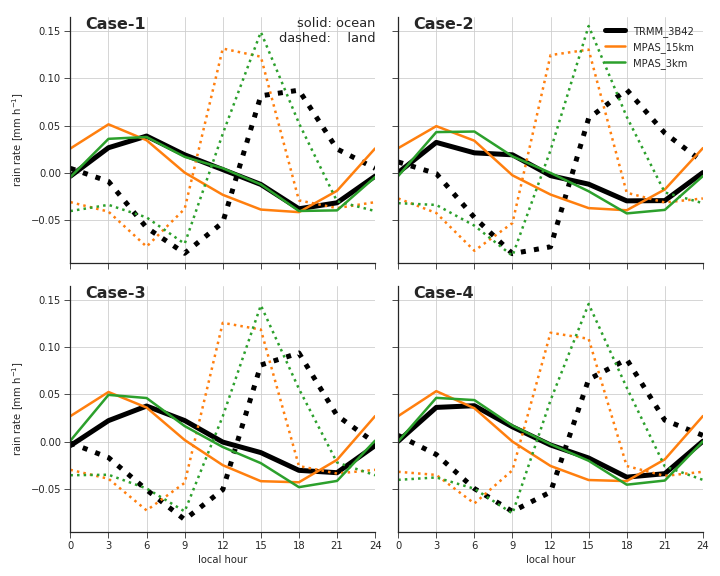 Case-1
solid: ocean
dashed: land
Case-2
TRMM_3B42
MPAS_15km
MPAS_3km
0.15
0.10
0.05
0.00
−0.05
rain rate [mm h⁻¹]
Case-3
Case-4
0.15
0.10
0.05
0.00
−0.05
rain rate [mm h⁻¹]
0 3 6 9 12 15 18 21 24
local hour
0 3 6 9 12 15 18 21 24
local hour